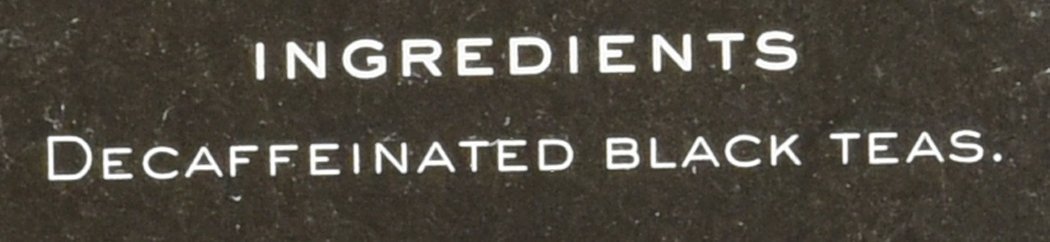 INGREDIENTS
DECAFFEINATED BLACK TEAS.